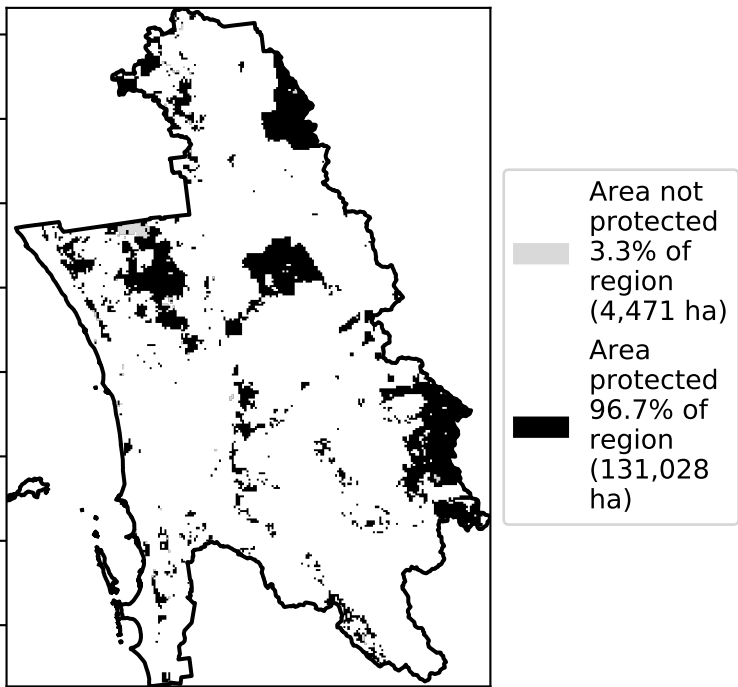 Area not
protected
3.3% of
region
(4,471 ha)
Area
protected
96.7% of
region
(131,028
ha)